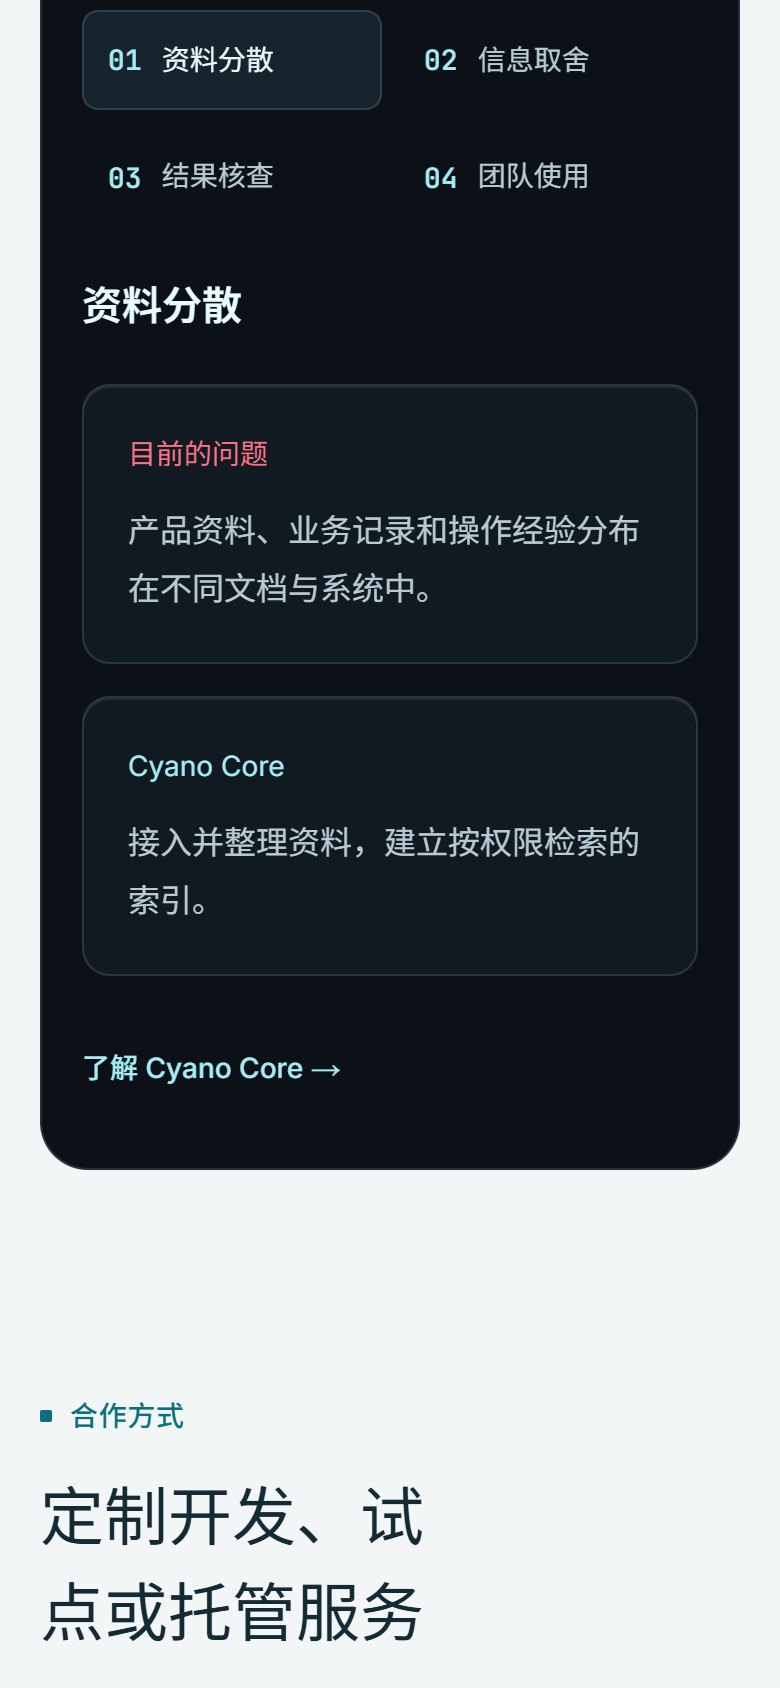 01 资料分散
02 信息取舍
03 结果核查
04 团队使用
资料分散
目前的问题
产品资料、业务记录和操作经验分布
在不同文档与系统中。
Cyano Core
接入并整理资料，建立按权限检索的
索引。
了解 Cyano Core →
合作方式
定制开发、试
点或托管服务